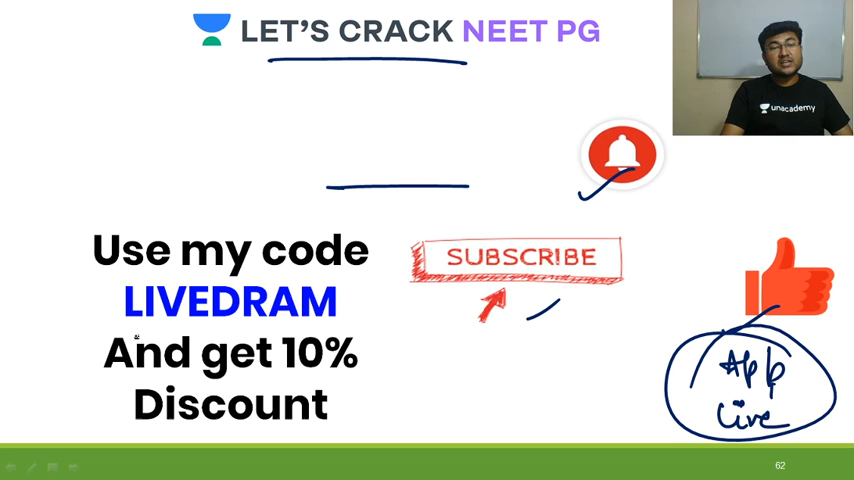 LET'S CRACK NEET PG
unacademy
Use my code
LIVEDRAM
And get 10%
Discount
SUBSCRIBE
App
Live
62